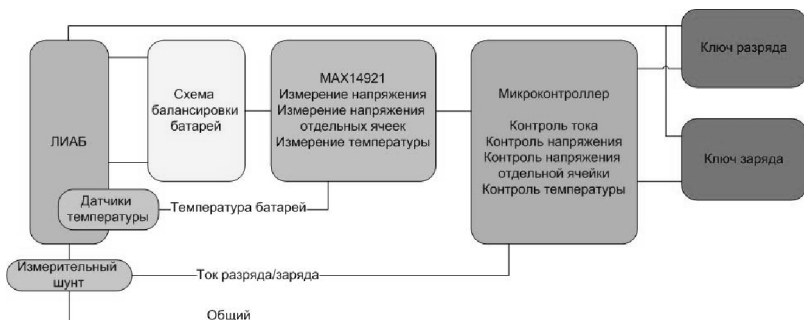 ЛИАБ
Схема
балансировки
батарей
MAX14921
Измерение напряжения
Измерение напряжения
отдельных ячеек
Измерение температуры
Микроконтроллер
Контроль тока
Контроль напряжения
Контроль напряжения
отдельной ячейки
Контроль температуры
Ключ разряда
Ключ заряда
Датчики
температуры
Температура батарей
Измерительный
шунт
Ток разряда/заряда
Общий